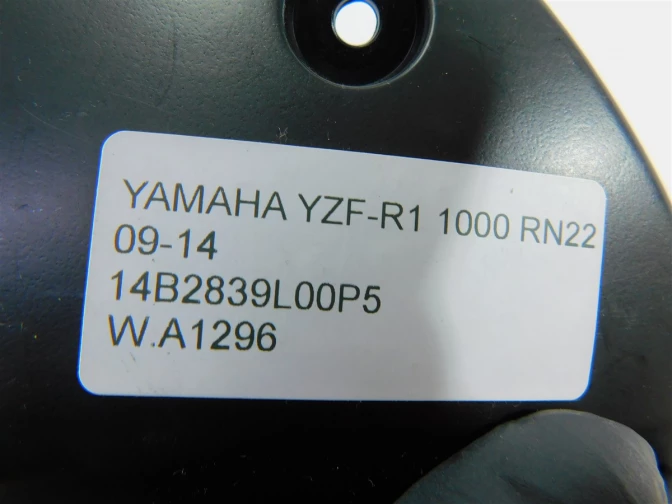 YAMAHA YZF-R1 1000 RN22
09-14
14B2839L00P5
W.A1296